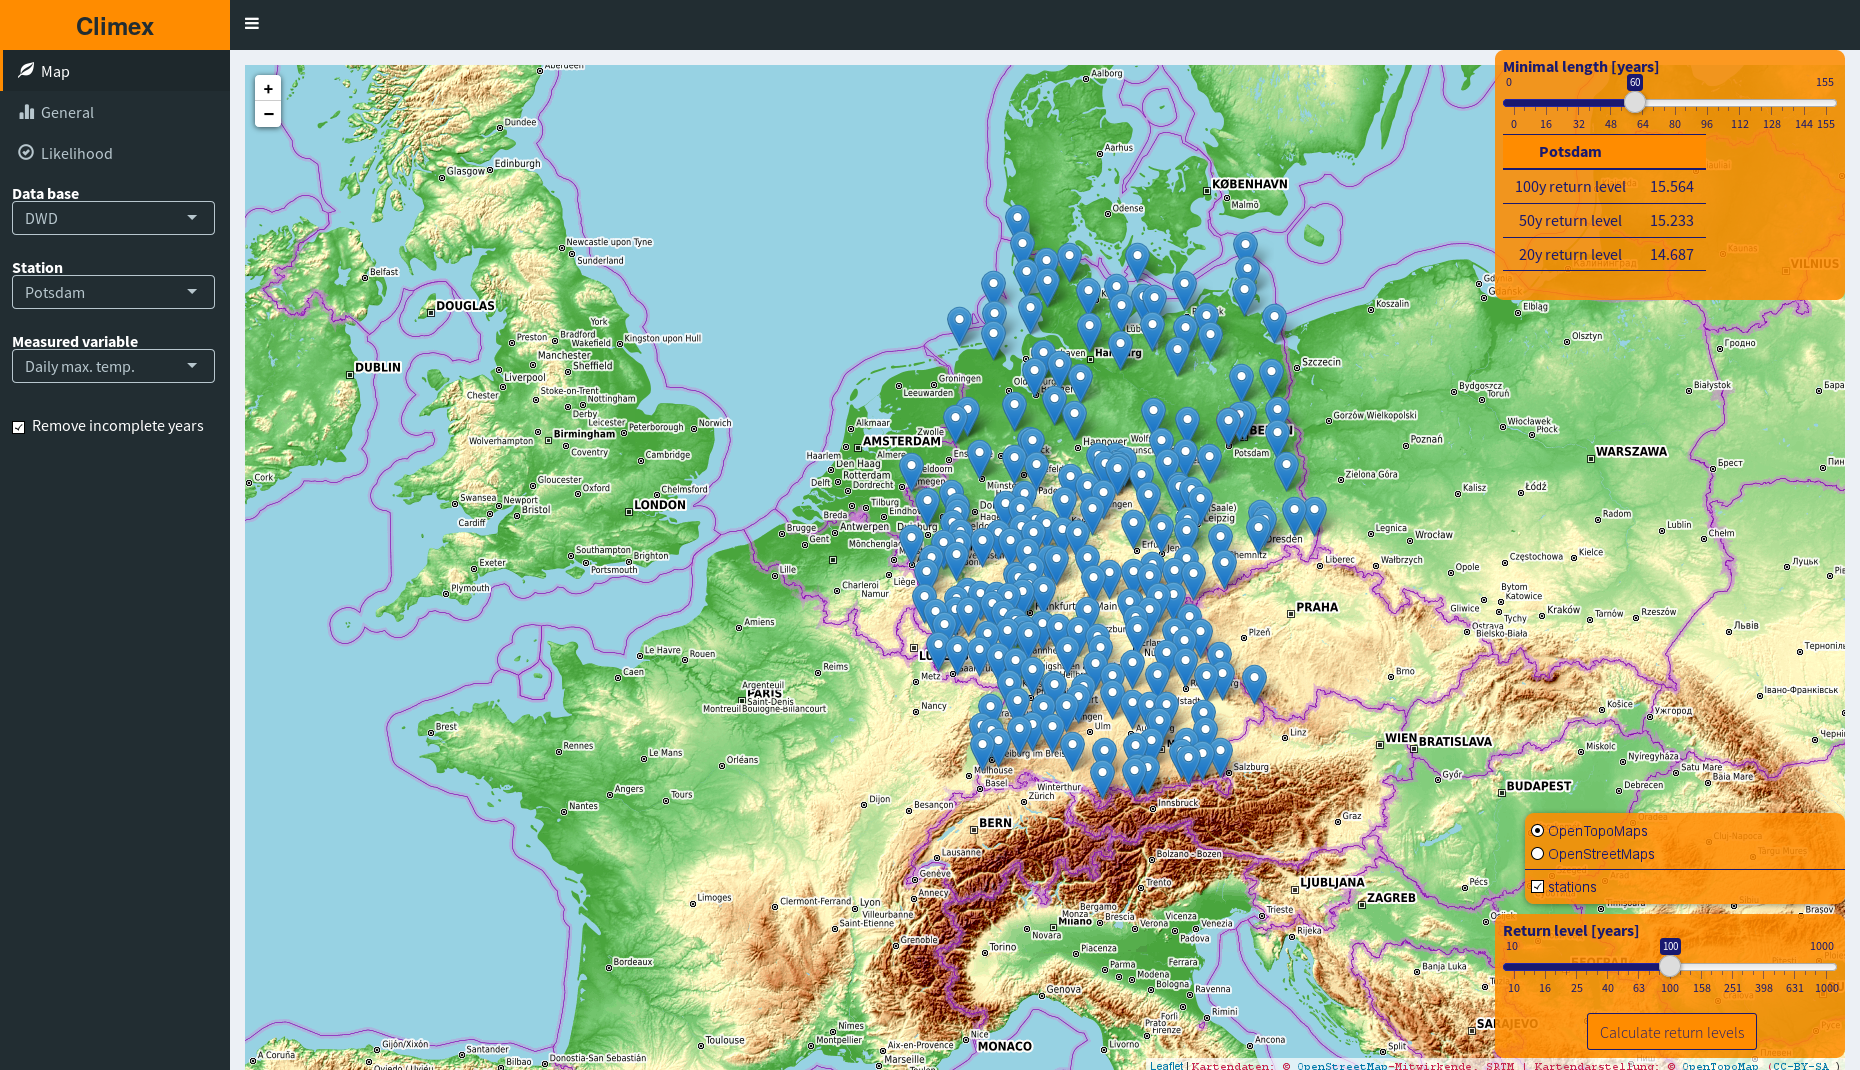 Climex
Map
General
Likelihood
Data base
DWD
Station
Potsdam
Measured variable
Daily max. temp.
Remove incomplete years
+
−
Minimal length [years]
0 60 155
0 16 32 48 64 80 96 112 128 144 155
Potsdam
100y return level 15.564
50y return level 15.233
20y return level 14.687
OpenTopoMaps
OpenStreetMaps
stations
Return level [years]
10 100 1000
10 16 25 40 63 100 158 251 398 631 1000
Calculate return levels
Aberdeen
Dundee
Edinburgh
Glasgow
Newcastle upon Tyne
Sunderland
Belfast
DOUGLAS
York
Preston
Bradford
Wakefield
Kingston upon Hull
Manchester
Sheffield
Liverpool
DUBLIN
Chester
Stoke-on-Trent
Nottingham
Derby
Leicester
Norwich
Wolverhampton
Birmingham
Peterborough
Coventry
Cambridge
Cork
Gloucester
Oxford
Chelmsford
Swansea
Newport
Cardiff
Bristol
LONDON
Southampton
Brighton
Portsmouth
Exeter
Plymouth
Aalborg
Aarhus
KØBENHAVN
Malmö
Odense
Groningen
Leeuwarden
Alkmaar
Zwolle
AMSTERDAM
Haarlem
Almere
Den Haag
Rotterdam
Delft
Dordrecht
Tilburg
Breda
Brugge
Antwerpen
Gent
Lille
Charleroi
Namur
Liège
Hannover
Potsdam
Dresden
Koszalin
Elbląg
Szczecin
Olsztyn
Гродно
VILNIUS
Białystok
Bydgoszcz
Toruń
Gorzów Wielkopolski
Włocławek
Płock
Poznań
WARSZAWA
Брест
Zielona Góra
Kalisz
Łódź
Radom
Lublin
Chełm
Legnica
Wrocław
Liberec
Wałbrzych
Częstochowa
Kielce
Opole
Луцьк
Bytom
Katowice
Gliwice
Kraków
Tychy
Tarnów
Rzeszów
Ostrava
Bielsko-Biała
Львів
PRAHA
Plzeň
Brno
Тернопіль
Івано-Франківськ
Košice
Ужгород
Linz
WIEN
BRATISLAVA
Miskolc
Nyíregyháza
Satu Mare
Baia Mare
Győr
BUDAPEST
Debrecen
Salzburg
Innsbruck
Graz
Amiens
Le Havre
Rouen
Caen
Reims
Metz
Argenteuil
PARIS
Saint-Denis
Montreuil
Boulogne-Billancourt
Nancy
Brest
Rennes
Le Mans
Orléans
Angers
Tours
Nantes
Dijon
Besançon
Mulhouse
Basel
Winterthur
Zürich
Ulm
BERN
Lausanne
Genève
Annecy
Bolzano - Bozen
Trento
LJUBLJANA
ZAGREB
Pécs
Limoges
Clermont-Ferrand
Lyon
Villeurbanne
Saint-Étienne
Grenoble
Bergamo
Monza
Milano
Brescia
Novara
Vicenza
Verona
Venezia
Padova
Trieste
Rijeka
Torino
Piacenza
Parma
Ferrara
Modena
Bologna
Genova
Ravenna
Forlì
Rimini
Prato
Firenze
Banja Luka
Bordeaux
Toulouse
Nîmes
Montpellier
Aix-en-Provence
Marseille
Nice
MONACO
Livorno
Ancona
Split
A Coruña
Gijón/Xixón
Santander
Bilbao
Donostia-San Sebastián
Leaflet | Kartendaten: © OpenStreetMap-Mitwirkende, SRTM | Kartendarstellung: © OpenTopoMap (CC-BY-SA)